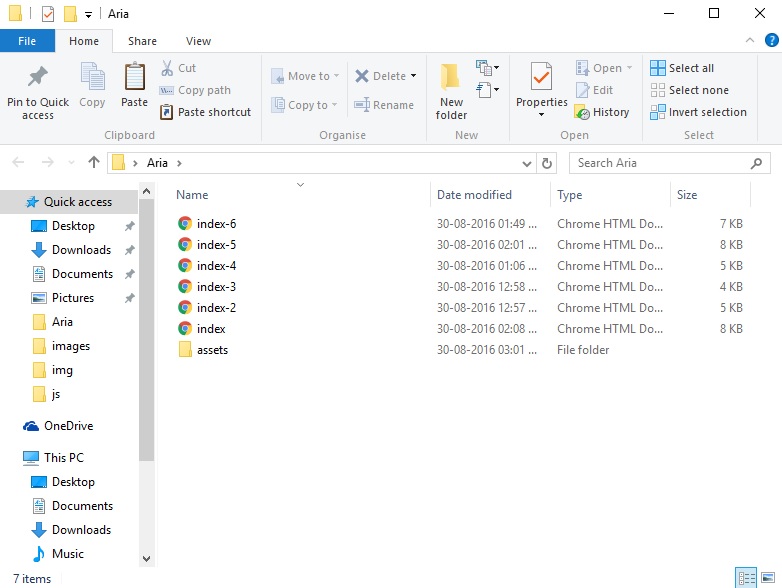 Aria
File Home Share View
Pin to Quick access
Copy
Paste
Cut
Copy path
Paste shortcut
Clipboard
Move to
Copy to
Delete
Rename
Organise
New folder
New
Properties
Open
Edit
History
Open
Select all
Select none
Invert selection
Select
Aria
Search Aria
Quick access
Desktop
Downloads
Documents
Pictures
Aria
images
img
js
OneDrive
This PC
Desktop
Documents
Downloads
Music
Name Date modified Type Size
index-6 30-08-2016 01:49 ... Chrome HTML Do... 7 KB
index-5 30-08-2016 02:01 ... Chrome HTML Do... 8 KB
index-4 30-08-2016 01:06 ... Chrome HTML Do... 5 KB
index-3 30-08-2016 12:58 ... Chrome HTML Do... 4 KB
index-2 30-08-2016 12:57 ... Chrome HTML Do... 5 KB
index 30-08-2016 02:08 ... Chrome HTML Do... 8 KB
assets 30-08-2016 03:01 ... File folder
7 items